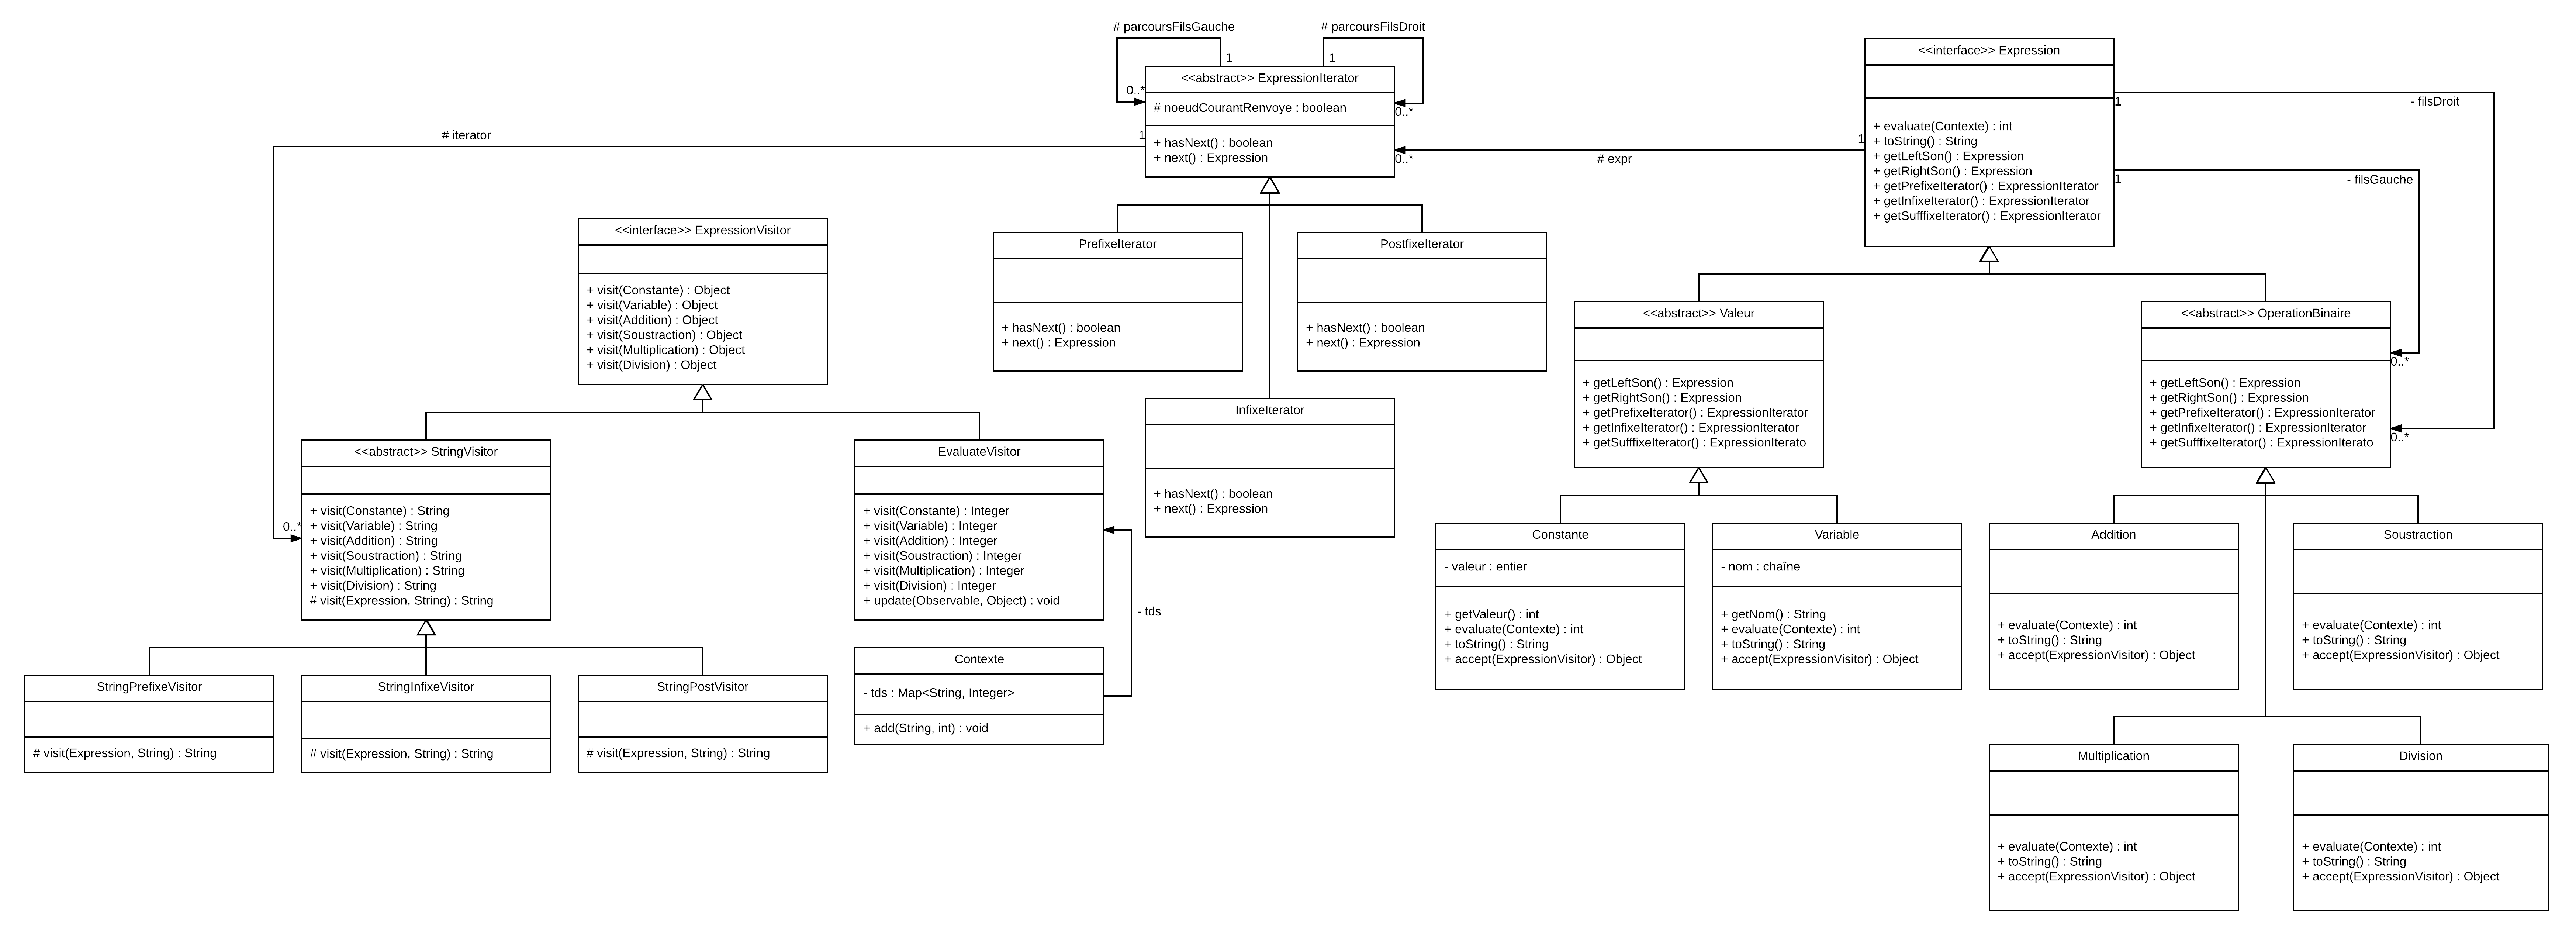 # parcoursFilsGauche
# parcoursFilsDroit
1
1
<<abstract>> ExpressionIterator
0..*
# noeudCourantRenvoye : boolean
0..*
+ hasNext() : boolean
+ next() : Expression
1
0..*
# iterator
# expr
1
<<interface>> Expression
+ evaluate(Contexte) : int
+ toString() : String
+ getLeftSon() : Expression
+ getRightSon() : Expression
+ getPrefixeIterator() : ExpressionIterator
+ getInfixeIterator() : ExpressionIterator
+ getSufffixeIterator() : ExpressionIterator
1
- filsDroit
1
- filsGauche
<<interface>> ExpressionVisitor
+ visit(Constante) : Object
+ visit(Variable) : Object
+ visit(Addition) : Object
+ visit(Soustraction) : Object
+ visit(Multiplication) : Object
+ visit(Division) : Object
PrefixeIterator
+ hasNext() : boolean
+ next() : Expression
PostfixeIterator
+ hasNext() : boolean
+ next() : Expression
<<abstract>> Valeur
+ getLeftSon() : Expression
+ getRightSon() : Expression
+ getPrefixeIterator() : ExpressionIterator
+ getInfixeIterator() : ExpressionIterator
+ getSufffixeIterator() : ExpressionIterato
<<abstract>> OperationBinaire
+ getLeftSon() : Expression
+ getRightSon() : Expression
+ getPrefixeIterator() : ExpressionIterator
+ getInfixeIterator() : ExpressionIterator
+ getSufffixeIterator() : ExpressionIterato
0..*
0..*
InfixeIterator
+ hasNext() : boolean
+ next() : Expression
<<abstract>> StringVisitor
+ visit(Constante) : String
+ visit(Variable) : String
+ visit(Addition) : String
+ visit(Soustraction) : String
+ visit(Multiplication) : String
+ visit(Division) : String
# visit(Expression, String) : String
0..*
EvaluateVisitor
+ visit(Constante) : Integer
+ visit(Variable) : Integer
+ visit(Addition) : Integer
+ visit(Soustraction) : Integer
+ visit(Multiplication) : Integer
+ visit(Division) : Integer
+ update(Observable, Object) : void
- tds
Constante
- valeur : entier
+ getValeur() : int
+ evaluate(Contexte) : int
+ toString() : String
+ accept(ExpressionVisitor) : Object
Variable
- nom : chaîne
+ getNom() : String
+ evaluate(Contexte) : int
+ toString() : String
+ accept(ExpressionVisitor) : Object
Addition
+ evaluate(Contexte) : int
+ toString() : String
+ accept(ExpressionVisitor) : Object
Soustraction
+ evaluate(Contexte) : int
+ toString() : String
+ accept(ExpressionVisitor) : Object
StringPrefixeVisitor
# visit(Expression, String) : String
StringInfixeVisitor
# visit(Expression, String) : String
StringPostVisitor
# visit(Expression, String) : String
Contexte
- tds : Map<String, Integer>
+ add(String, int) : void
Multiplication
+ evaluate(Contexte) : int
+ toString() : String
+ accept(ExpressionVisitor) : Object
Division
+ evaluate(Contexte) : int
+ toString() : String
+ accept(ExpressionVisitor) : Object